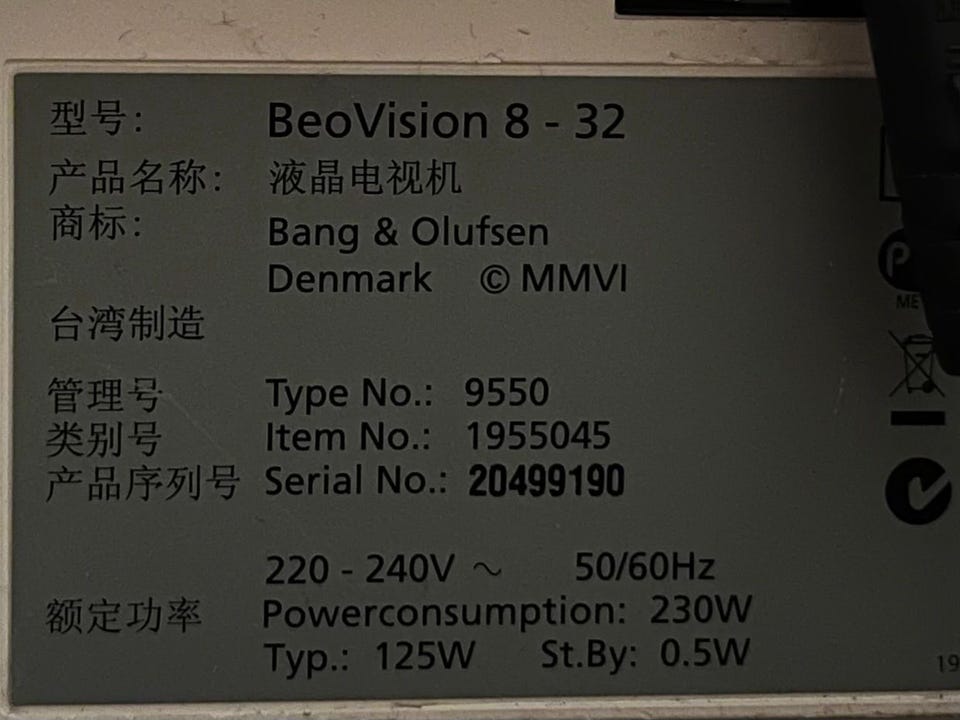 型号: BeoVision 8 - 32
产品名称: 液晶电视机
商标: Bang & Olufsen
Denmark © MMVI
台湾制造
管理号 Type No.: 9550
类别号 Item No.: 1955045
产品序列号 Serial No.: 20499190
220 - 240V ~ 50/60Hz
额定功率 Powerconsumption: 230W
Typ.: 125W St.By: 0.5W